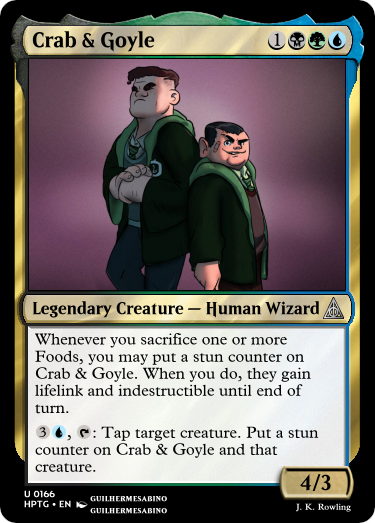 Crab & Goyle 1
Legendary Creature — Human Wizard
Whenever you sacrifice one or more
Foods, you may put a stun counter on
Crab & Goyle. When you do, they gain
lifelink and indestructible until end of
turn.
3, : Tap target creature. Put a stun
counter on Crab & Goyle and that
creature.
4/3
U 0166
HPTG • EN GUILHERMESABINO
GUILHERMESABINO
J. K. Rowling